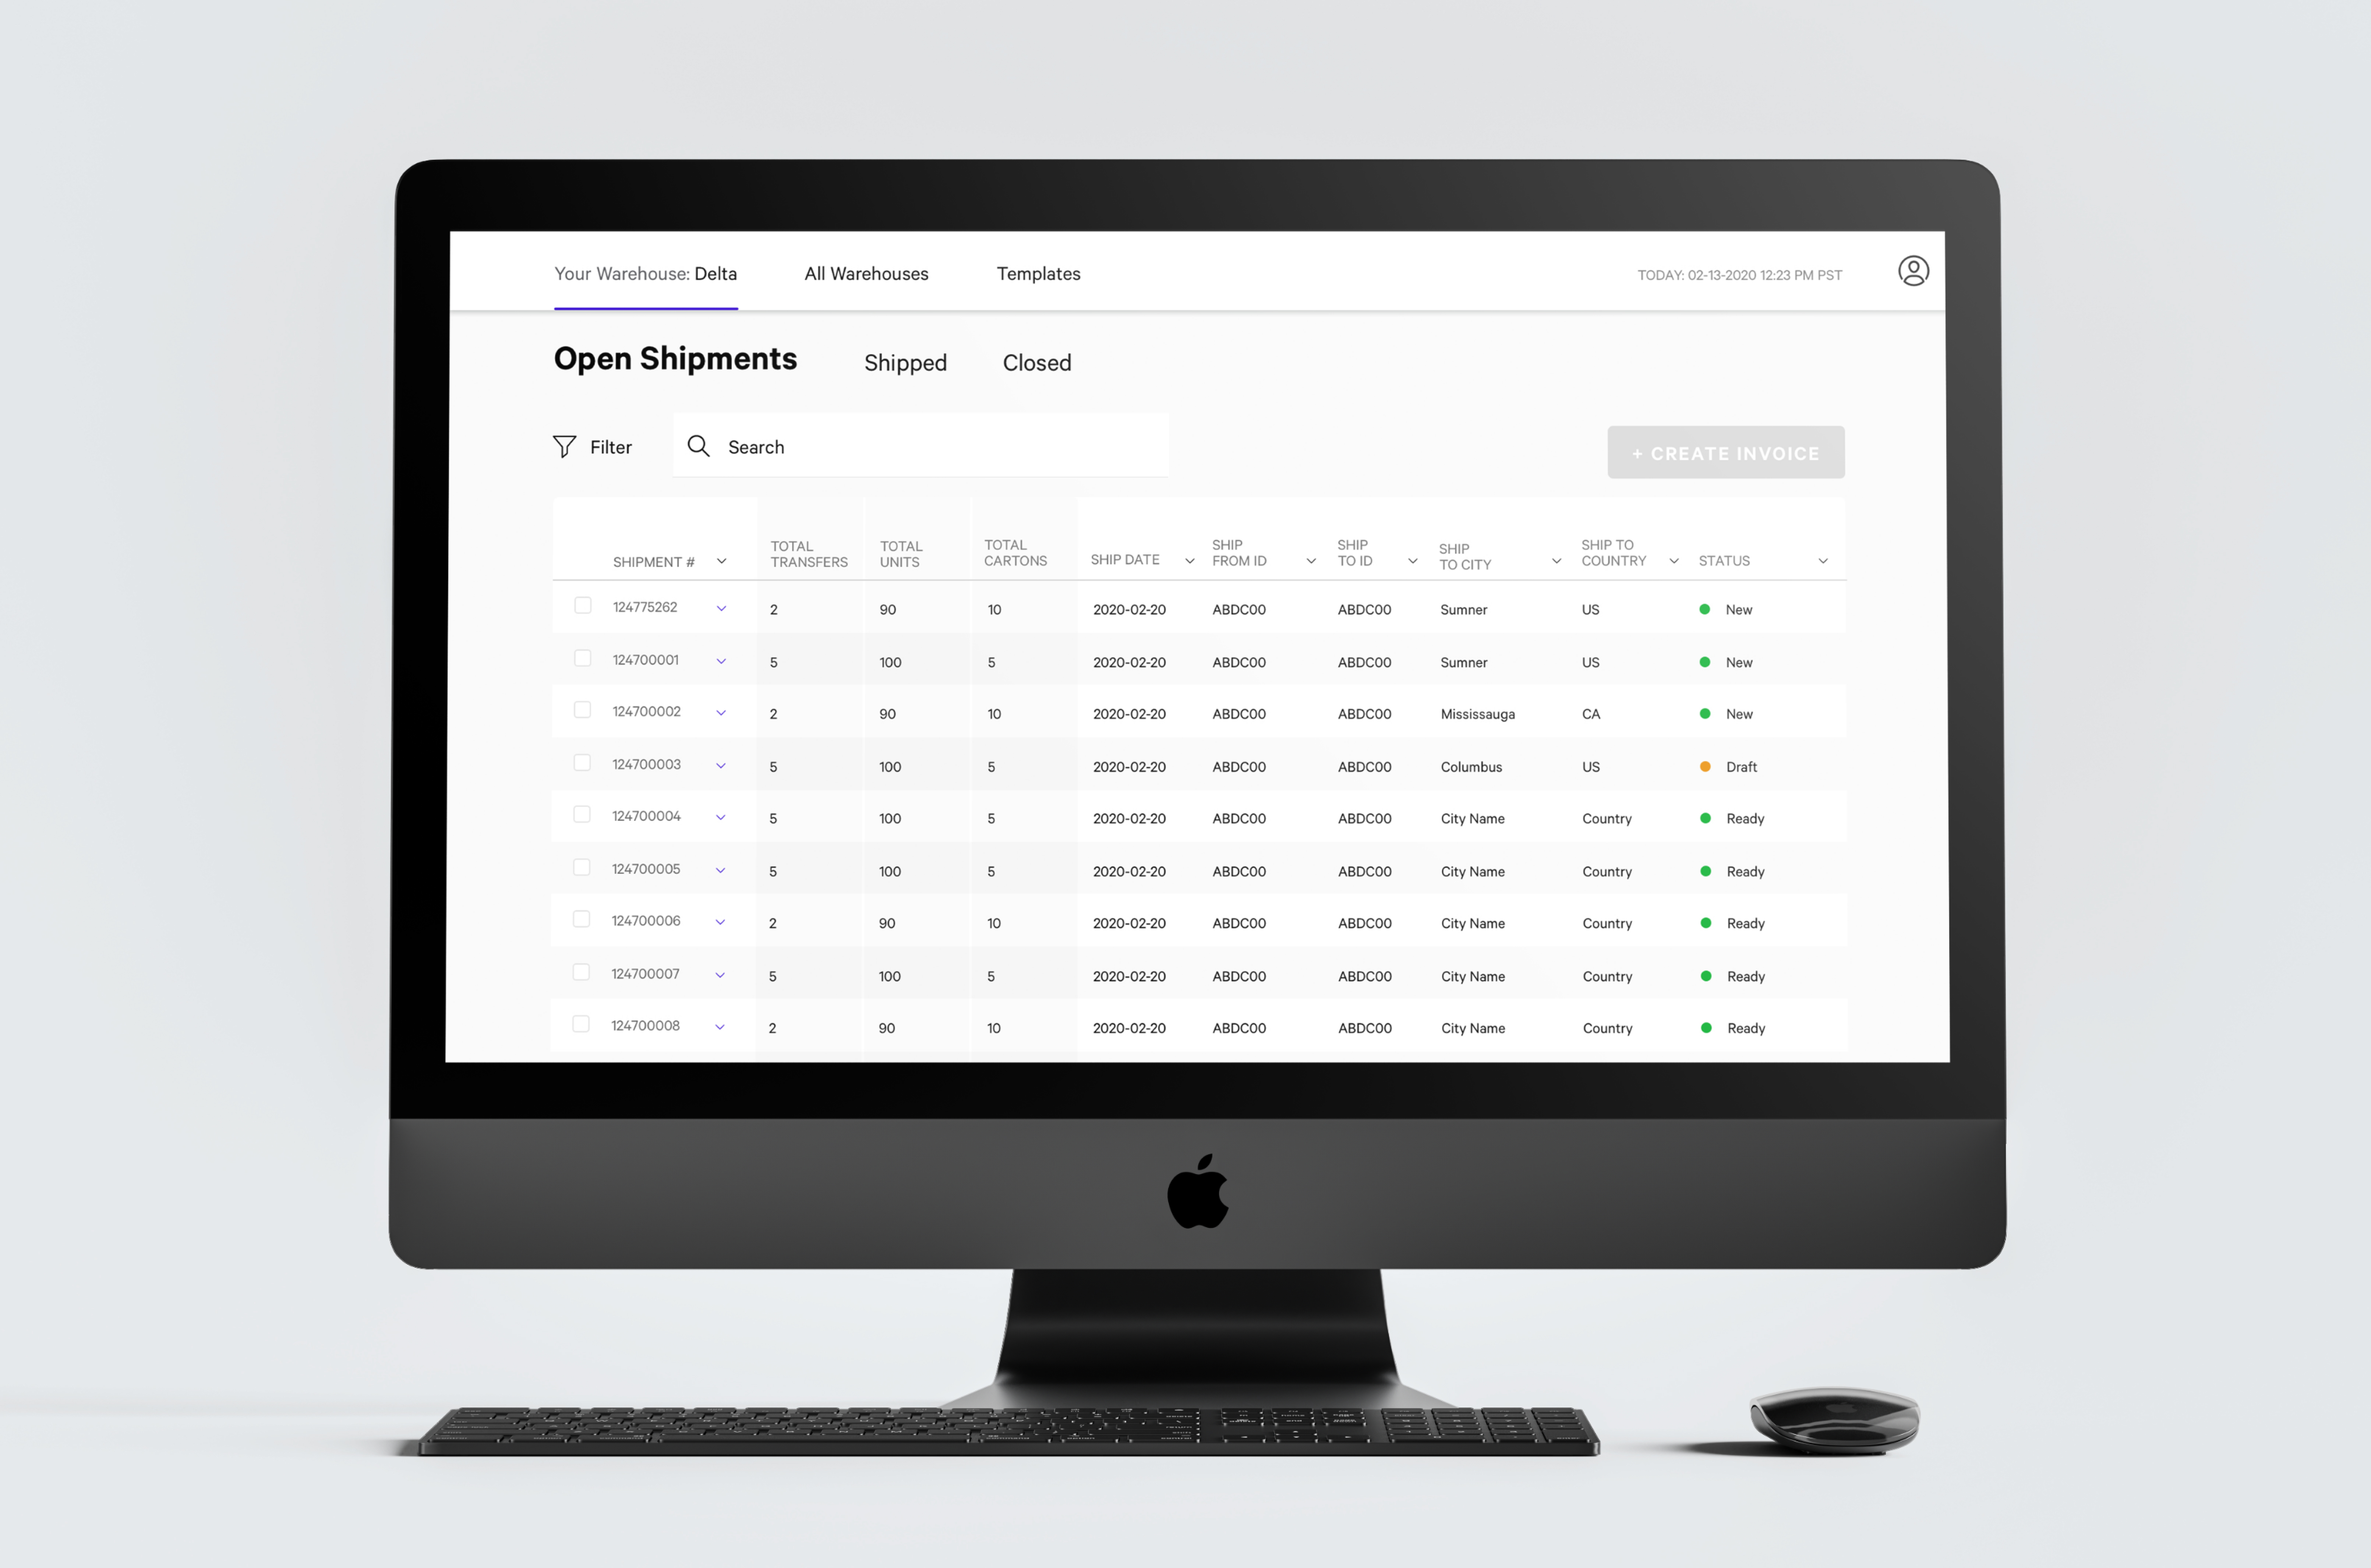 Your Warehouse: Delta All Warehouses Templates TODAY: 02-13-2020 12:23 PM PST
Open Shipments Shipped Closed
Filter Search + CREATE INVOICE
SHIPMENT # TOTAL TRANSFERS TOTAL UNITS TOTAL CARTONS SHIP DATE SHIP FROM ID SHIP TO ID SHIP TO CITY SHIP TO COUNTRY STATUS
124775262 2 90 10 2020-02-20 ABDC00 ABDC00 Sumner US New
124700001 5 100 5 2020-02-20 ABDC00 ABDC00 Sumner US New
124700002 2 90 10 2020-02-20 ABDC00 ABDC00 Mississauga CA New
124700003 5 100 5 2020-02-20 ABDC00 ABDC00 Columbus US Draft
124700004 5 100 5 2020-02-20 ABDC00 ABDC00 City Name Country Ready
124700005 5 100 5 2020-02-20 ABDC00 ABDC00 City Name Country Ready
124700006 2 90 10 2020-02-20 ABDC00 ABDC00 City Name Country Ready
124700007 5 100 5 2020-02-20 ABDC00 ABDC00 City Name Country Ready
124700008 2 90 10 2020-02-20 ABDC00 ABDC00 City Name Country Ready